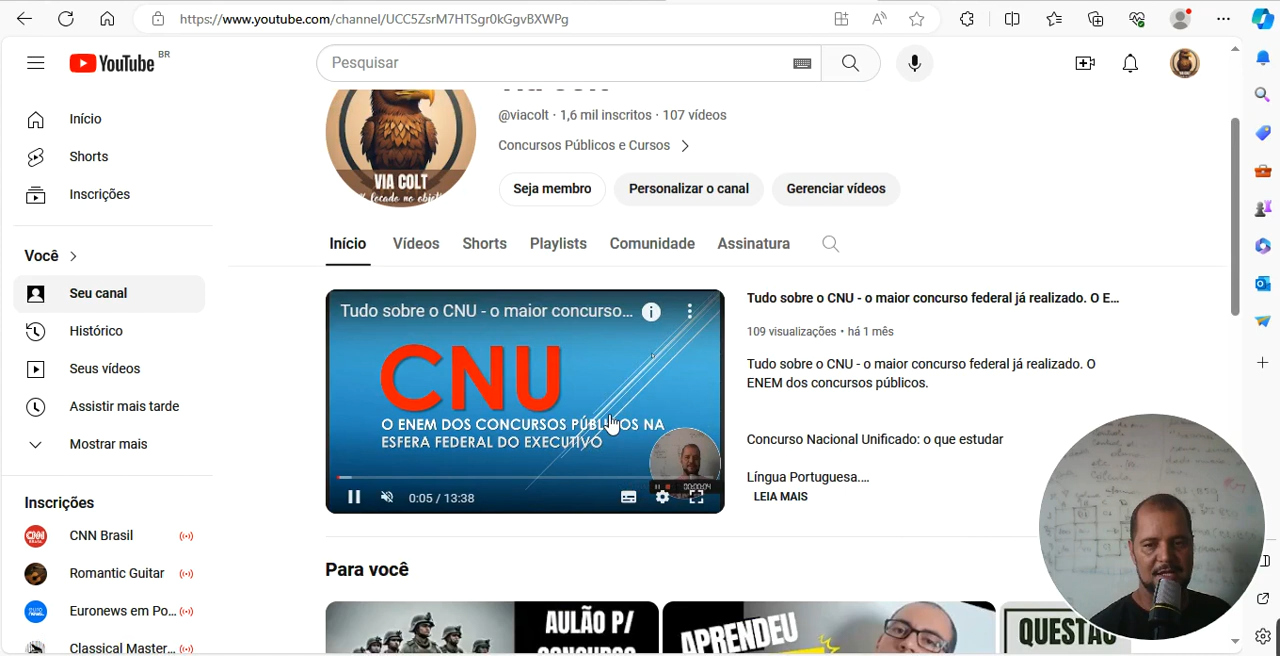 https://www.youtube.com/channel/UCC5ZsrM7HTSgr0kGgvBXWPg
YouTube BR
Pesquisar
Início
Shorts
Inscrições
Você
Seu canal
Histórico
Seus vídeos
Assistir mais tarde
Mostrar mais
Inscrições
CNN Brasil
Romantic Guitar
Euronews em Po...
Classical Master...
VIA COLT
@viacolt · 1,6 mil inscritos · 107 vídeos
Concursos Públicos e Cursos
Seja membro
Personalizar o canal
Gerenciar vídeos
Início
Vídeos
Shorts
Playlists
Comunidade
Assinatura
Tudo sobre o CNU - o maior concurso...
CNU
O ENEM DOS CONCURSOS PÚBLICOS NA
ESFERA FEDERAL DO EXECUTIVO
00:00:04
0:05 / 13:38
Tudo sobre o CNU - o maior concurso federal já realizado. O E...
109 visualizações • há 1 mês
Tudo sobre o CNU - o maior concurso federal já realizado. O
ENEM dos concursos públicos.
Concurso Nacional Unificado: o que estudar
Língua Portuguesa....
LEIA MAIS
Para você
AULÃO P/
APRENDEU